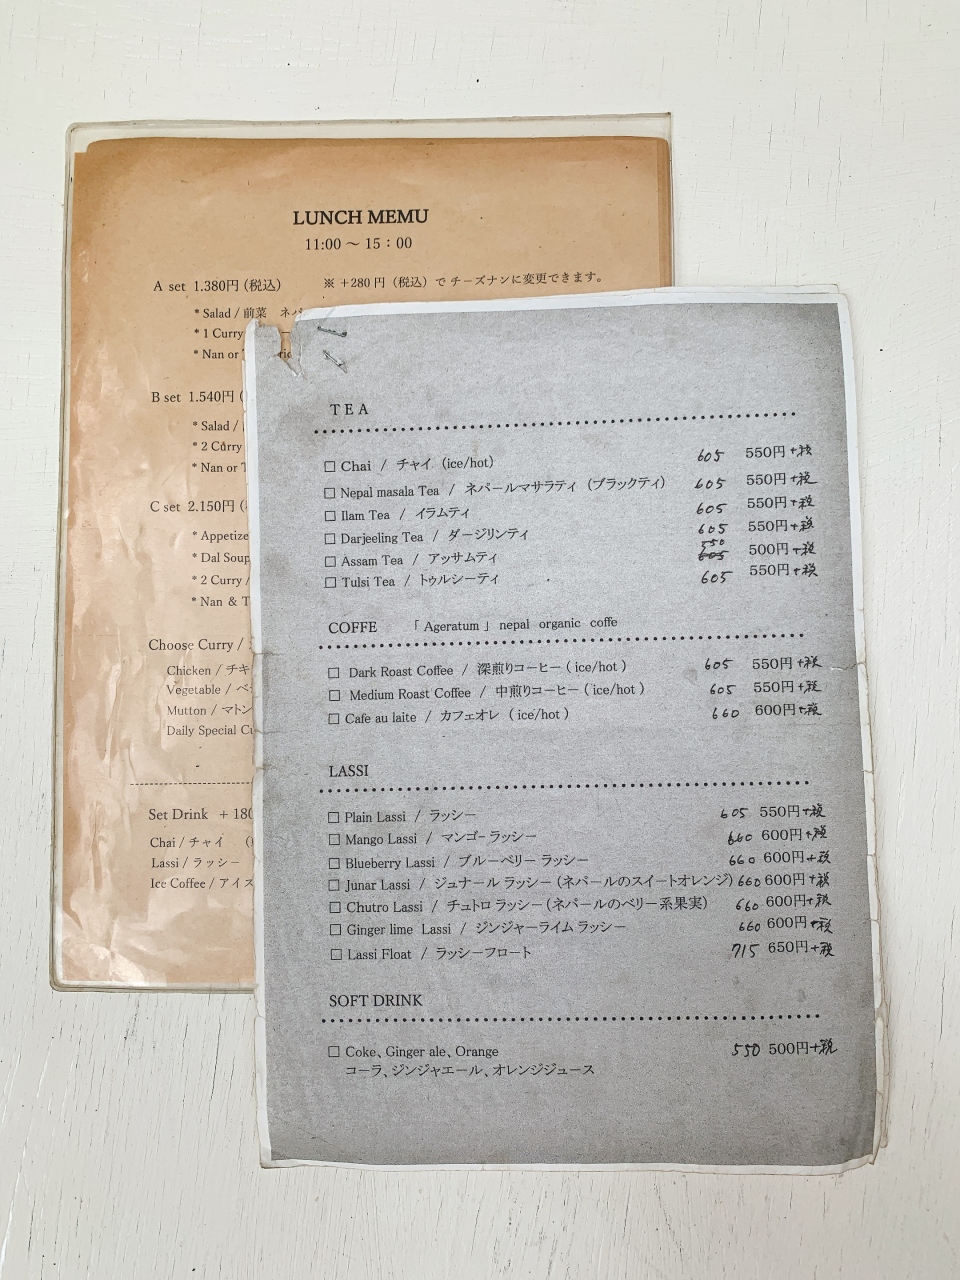 LUNCH MEMU
11:00 ～ 15：00
A set 1.380円 (税込) ※ +280 円（税込）で チーズナンに変更できます。
* Salad / 前菜 ネパ
* 1 Curry
* Nan or
B set 1.540円 (
* Salad /
* 2 Curry
* Nan or T
C set 2.150円 (
* Appetize
* Dal Soup
* 2 Curry /
* Nan & T
Choose Curry /
Chicken / チキ
Vegetable / ベ
Mutton / マトン
Daily Special Cu
Set Drink + 180
Chai / チャイ （
Lassi / ラッシー
Ice Coffee / アイス
TEA
□ Chai / チャイ（ice/hot） 605 550円+税
□ Nepal masala Tea / ネパールマサラティ（ブラックティ） 605 550円+税
□ Ilam Tea / イラムティ 605 550円+税
□ Darjeeling Tea / ダージリンティ 605 550円+税
550
□ Assam Tea / アッサムティ 605 500円+税
□ Tulsi Tea / トゥルシーティ 605 550円+税
COFFE 「 Ageratum 」 nepal organic coffe
□ Dark Roast Coffee / 深煎りコーヒー ( ice/hot ) 605 550円+税
□ Medium Roast Coffee / 中煎りコーヒー ( ice/hot ) 605 550円+税
□ Cafe au laite / カフェオレ ( ice/hot ) 660 600円+税
LASSI
□ Plain Lassi / ラッシー 605 550円+税
□ Mango Lassi / マンゴーラッシー 660 600円+税
□ Blueberry Lassi / ブルーベリー ラッシー 660 600円+税
□ Junar Lassi / ジュナール ラッシー (ネパールのスイートオレンジ) 660 600円+税
□ Chutro Lassi / チュトロ ラッシー (ネパールのベリー系果実) 660 600円+税
□ Ginger lime Lassi / ジンジャーライム ラッシー 660 600円+税
□ Lassi Float / ラッシーフロート 715 650円+税
SOFT DRINK
□ Coke、Ginger ale、Orange 550 500円+税
コーラ、ジンジャエール、オレンジジュース